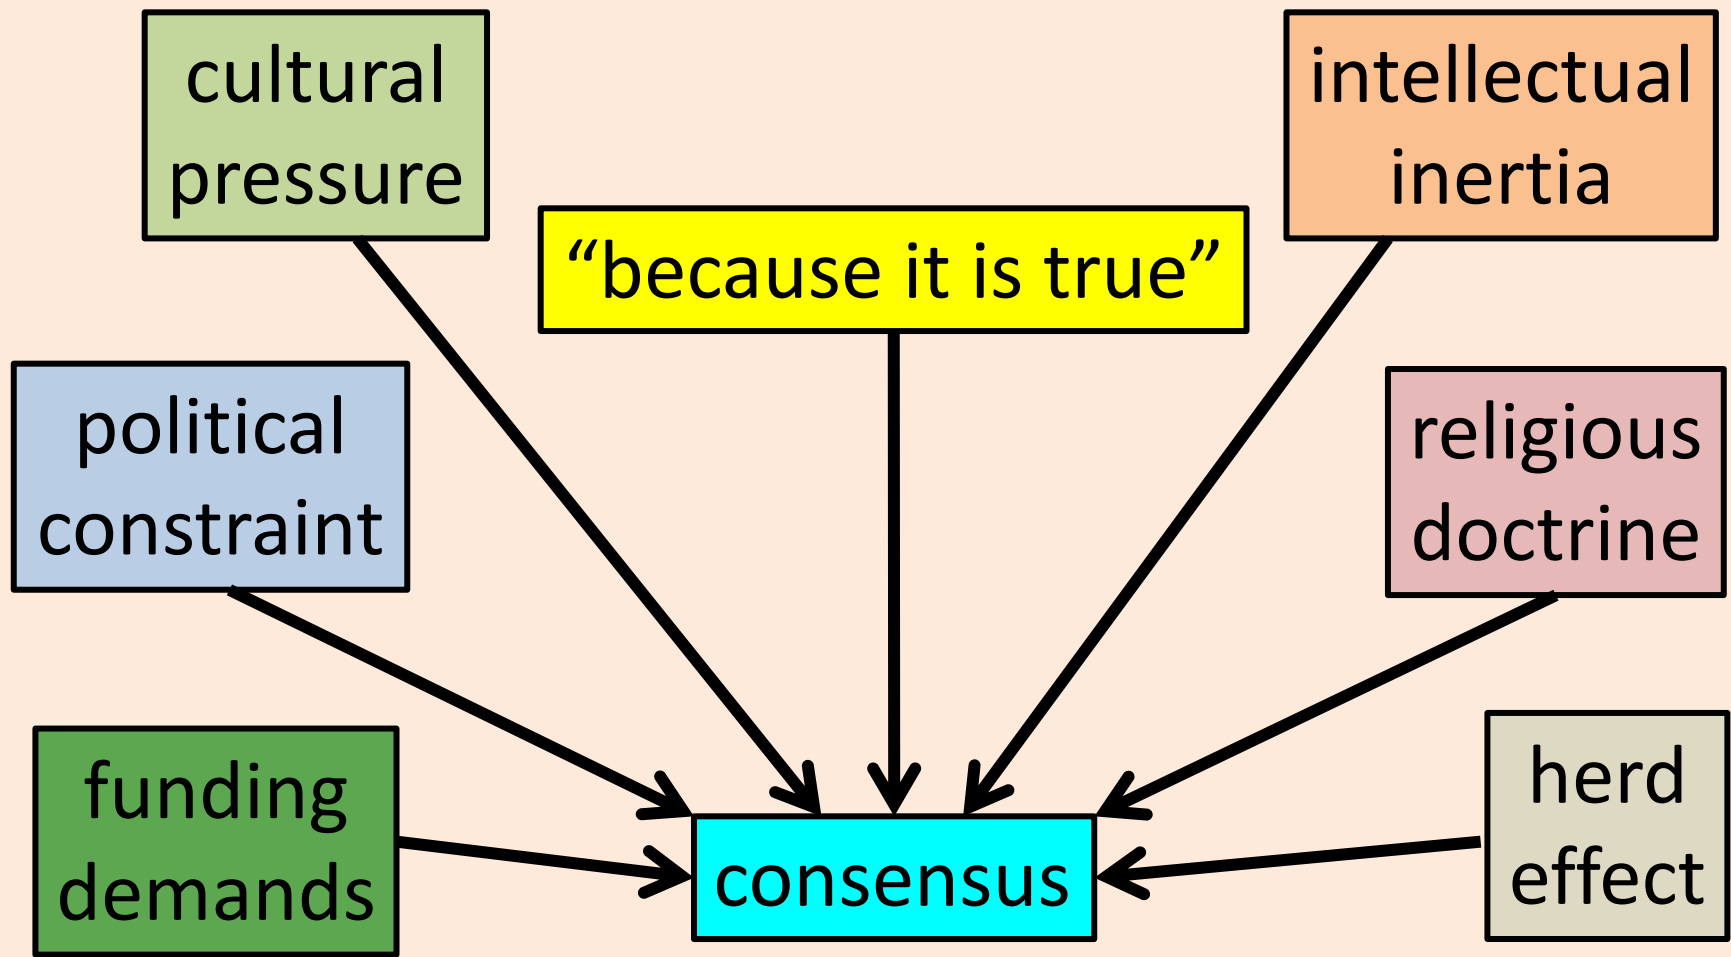 cultural
pressure
intellectual
inertia
“because it is true”
political
constraint
religious
doctrine
funding
demands
consensus
herd
effect